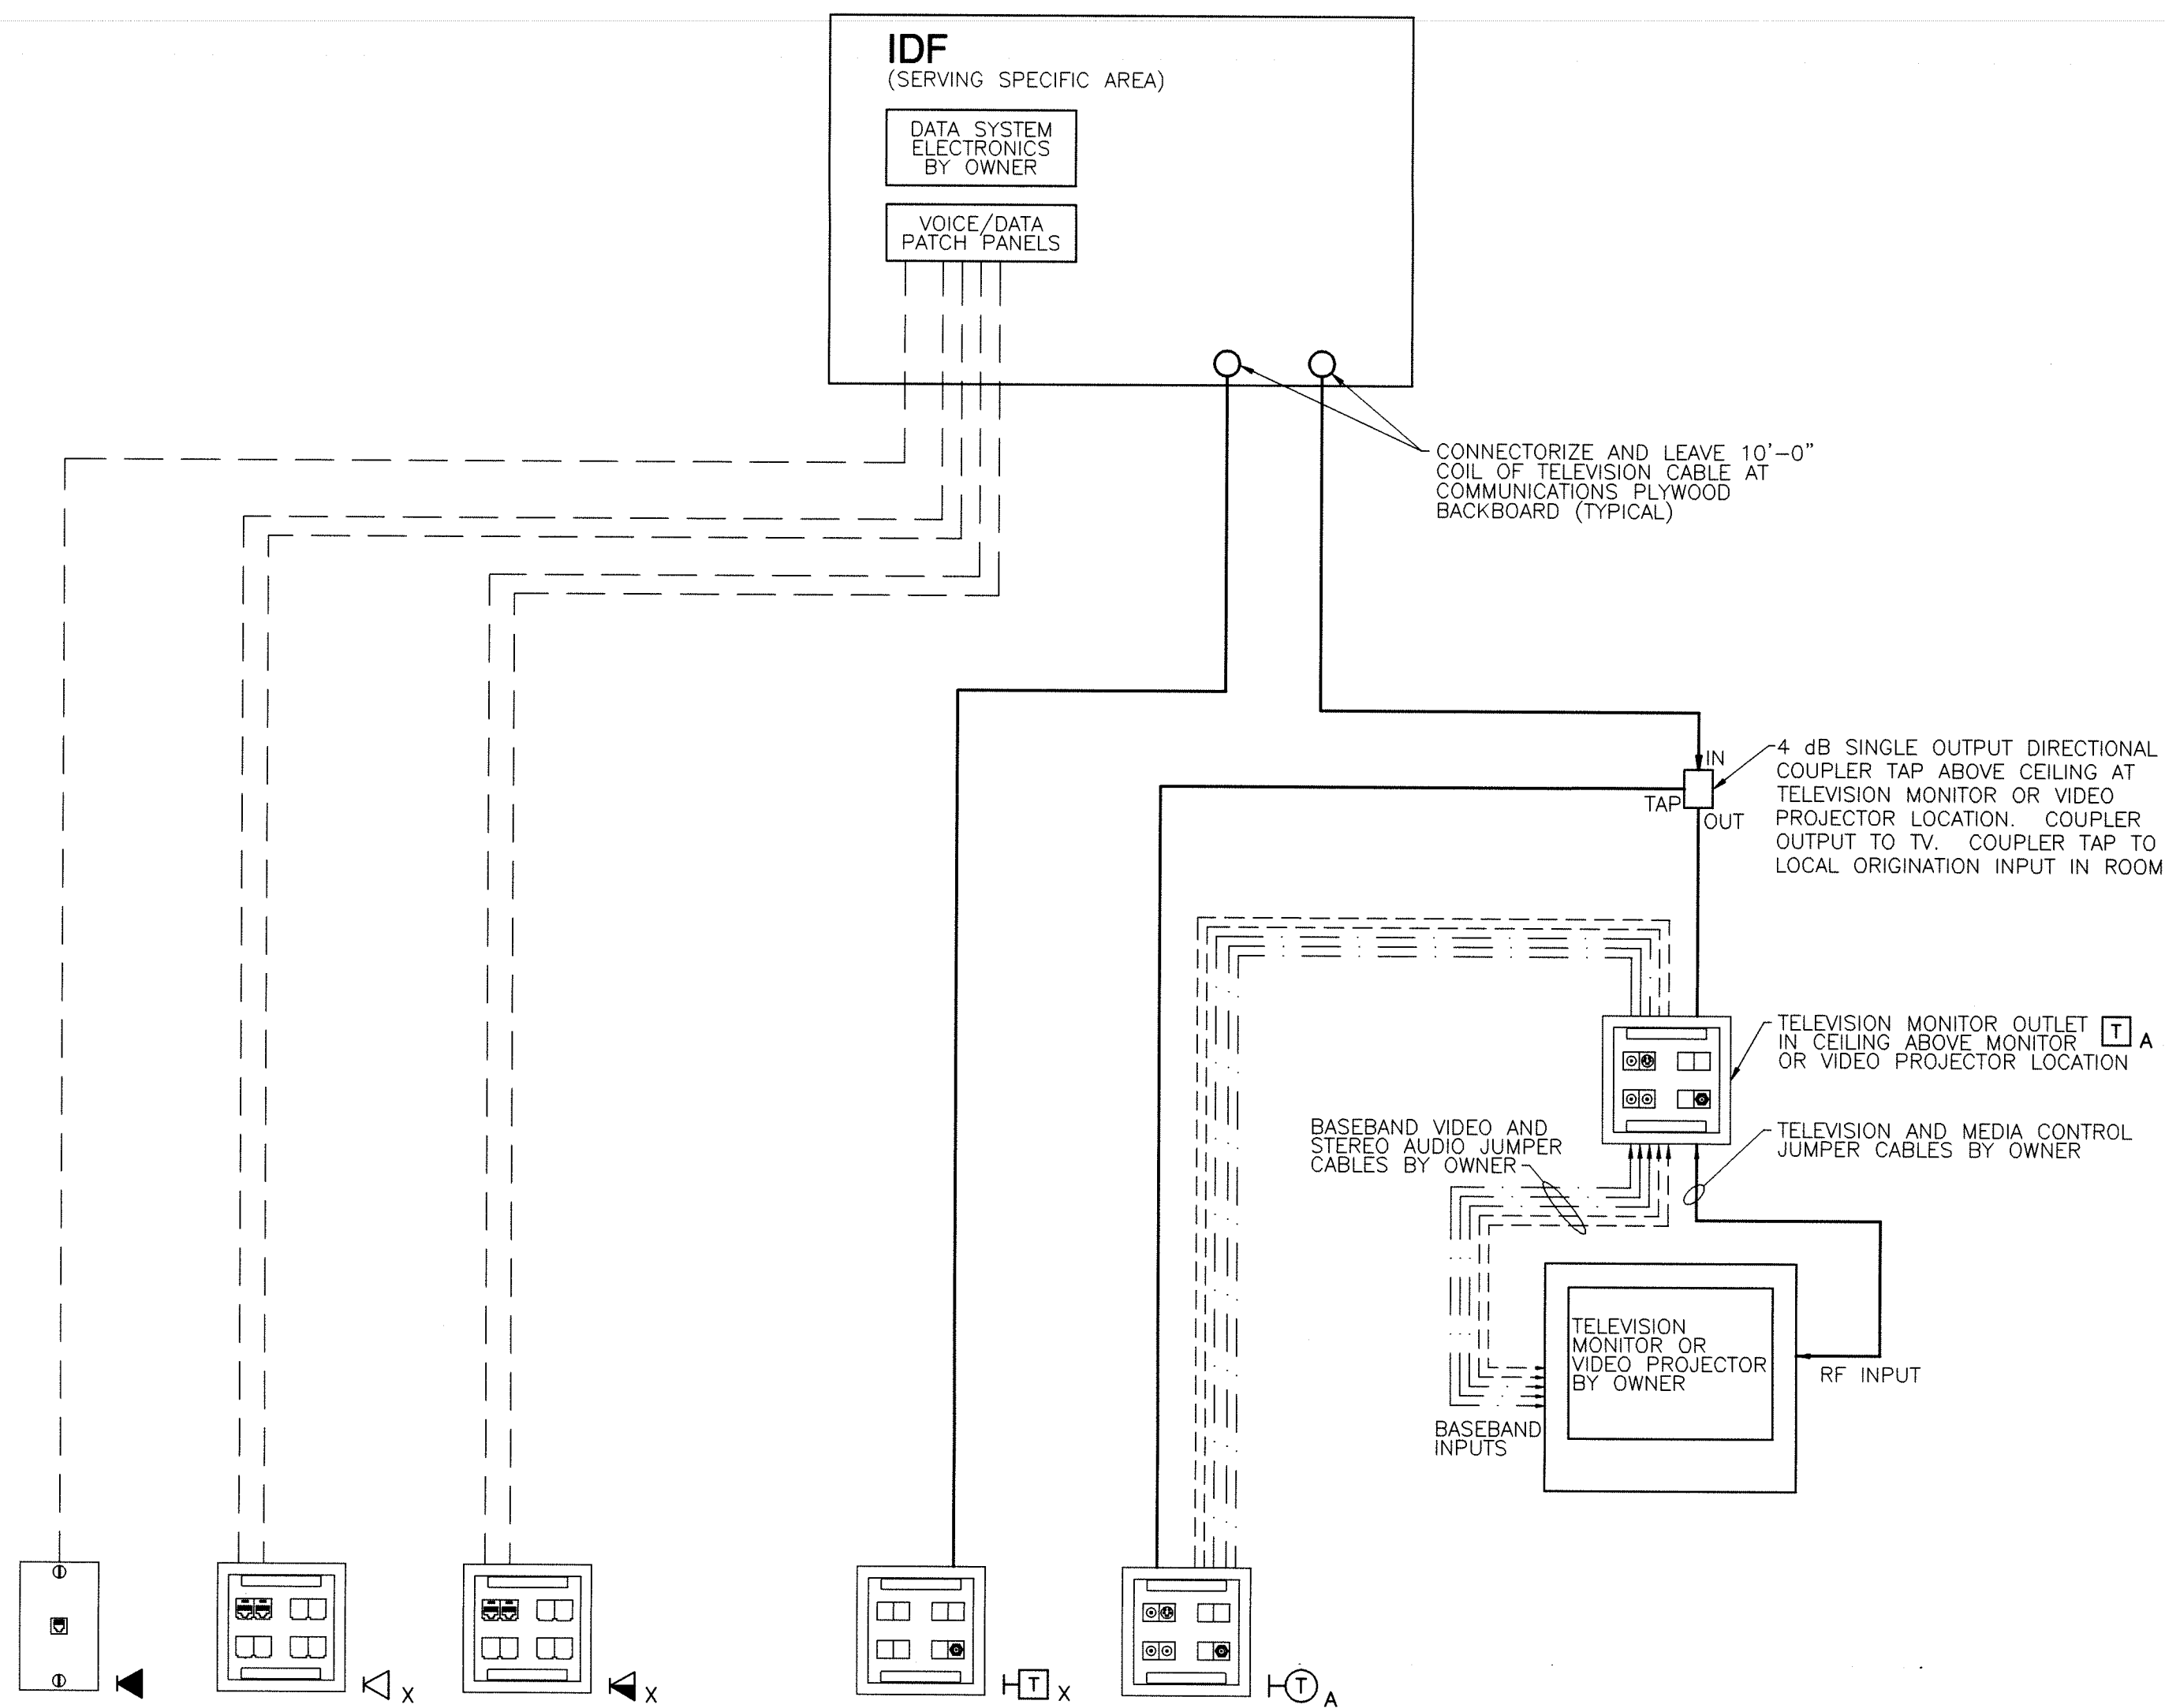 IDF
(SERVING SPECIFIC AREA)
DATA SYSTEM
ELECTRONICS
BY OWNER
VOICE/DATA
PATCH PANELS
CONNECTORIZE AND LEAVE 10'-0"
COIL OF TELEVISION CABLE AT
COMMUNICATIONS PLYWOOD
BACKBOARD (TYPICAL)
IN
TAP
OUT
4 dB SINGLE OUTPUT DIRECTIONAL
COUPLER TAP ABOVE CEILING AT
TELEVISION MONITOR OR VIDEO
PROJECTOR LOCATION. COUPLER
OUTPUT TO TV. COUPLER TAP TO
LOCAL ORIGINATION INPUT IN ROOM
TELEVISION MONITOR OUTLET T A
IN CEILING ABOVE MONITOR
OR VIDEO PROJECTOR LOCATION
BASEBAND VIDEO AND
STEREO AUDIO JUMPER
CABLES BY OWNER
TELEVISION AND MEDIA CONTROL
JUMPER CABLES BY OWNER
TELEVISION
MONITOR OR
VIDEO PROJECTOR
BY OWNER
RF INPUT
BASEBAND
INPUTS
X
X
T X
T A